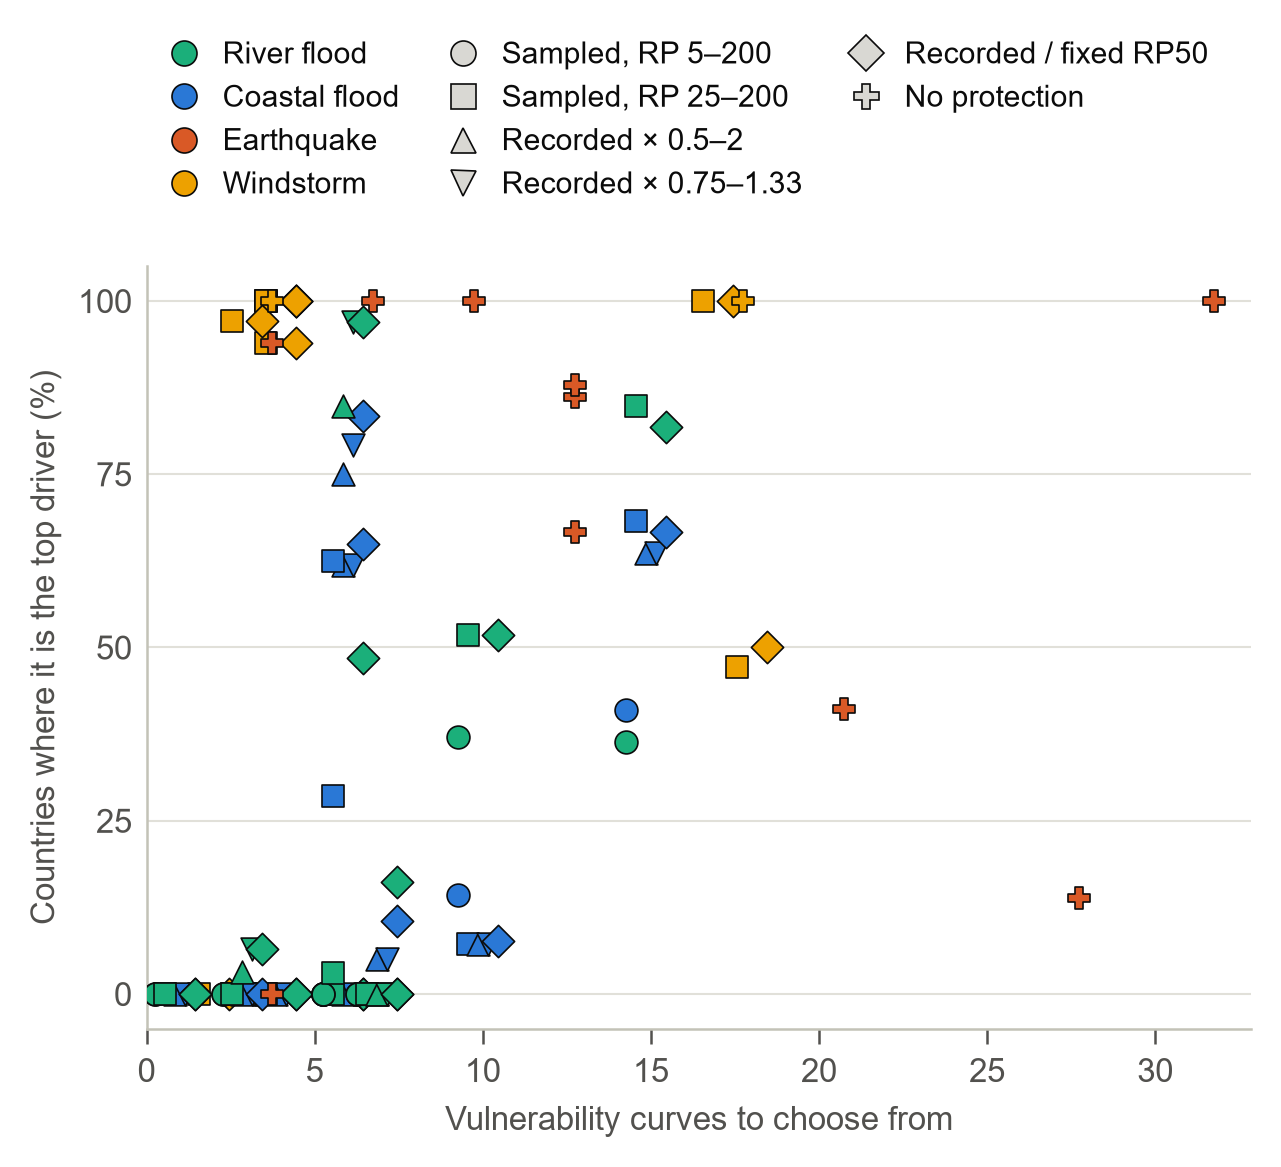 River flood
Coastal flood
Earthquake
Windstorm
Sampled, RP 5–200
Sampled, RP 25–200
Recorded × 0.5–2
Recorded × 0.75–1.33
Recorded / fixed RP50
No protection
Countries where it is the top driver (%)
100
75
50
25
0
0 5 10 15 20 25 30
Vulnerability curves to choose from